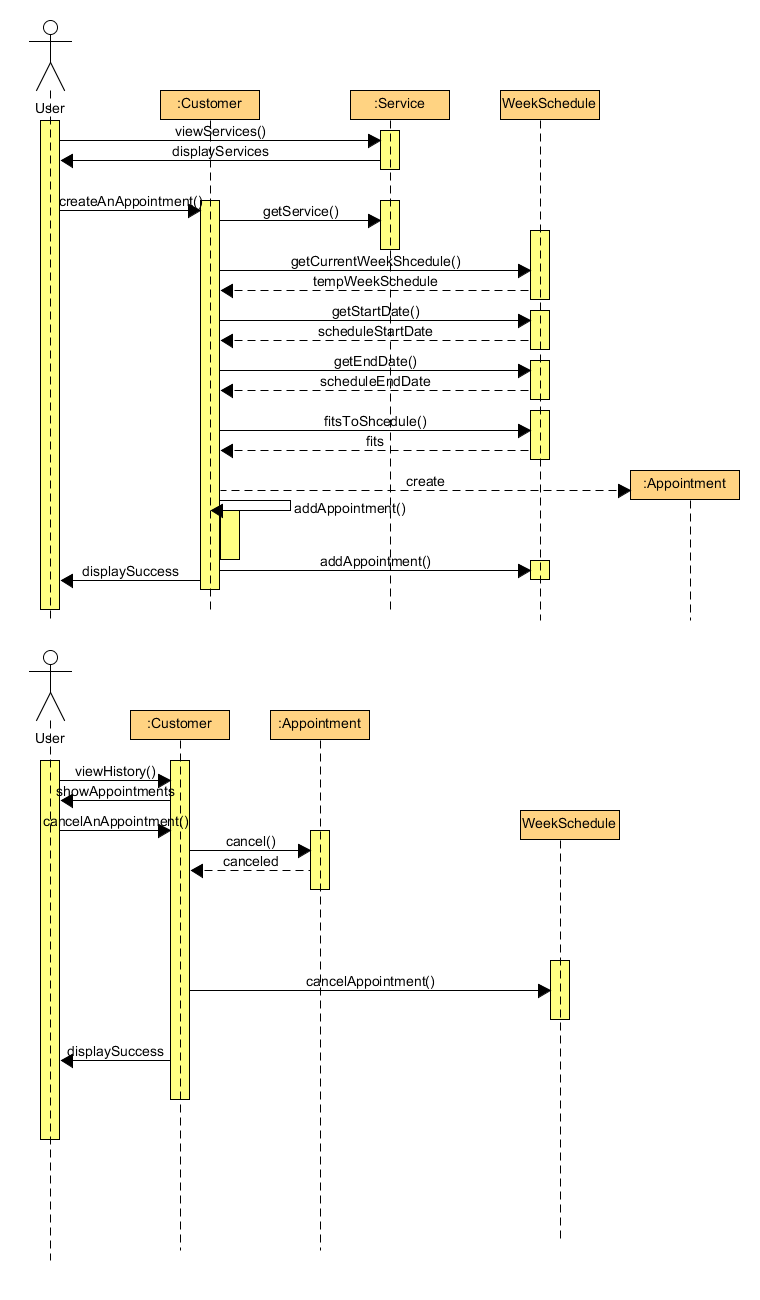 User
:Customer
:Service
WeekSchedule
viewServices()
displayServices
createAnAppointment()
getService()
getCurrentWeekShcedule()
tempWeekSchedule
getStartDate()
scheduleStartDate
getEndDate()
scheduleEndDate
fitsToShcedule()
fits
create
:Appointment
addAppointment()
addAppointment()
displaySuccess
User
:Customer
:Appointment
viewHistory()
showAppointments
cancelAnAppointment()
WeekSchedule
cancel()
canceled
cancelAppointment()
displaySuccess